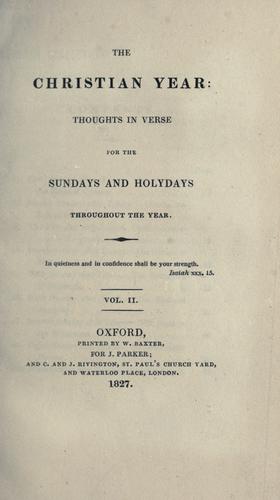 THE
CHRISTIAN YEAR:
THOUGHTS IN VERSE
FOR THE
SUNDAYS AND HOLYDAYS
THROUGHOUT THE YEAR.
In quietness and in confidence shall be your strength.
Isaiah xxx, 15.
VOL. II.
OXFORD,
PRINTED BY W. BAXTER,
FOR J. PARKER;
AND C. AND J. RIVINGTON, ST. PAUL'S CHURCH YARD,
AND WATERLOO PLACE, LONDON.
1827.